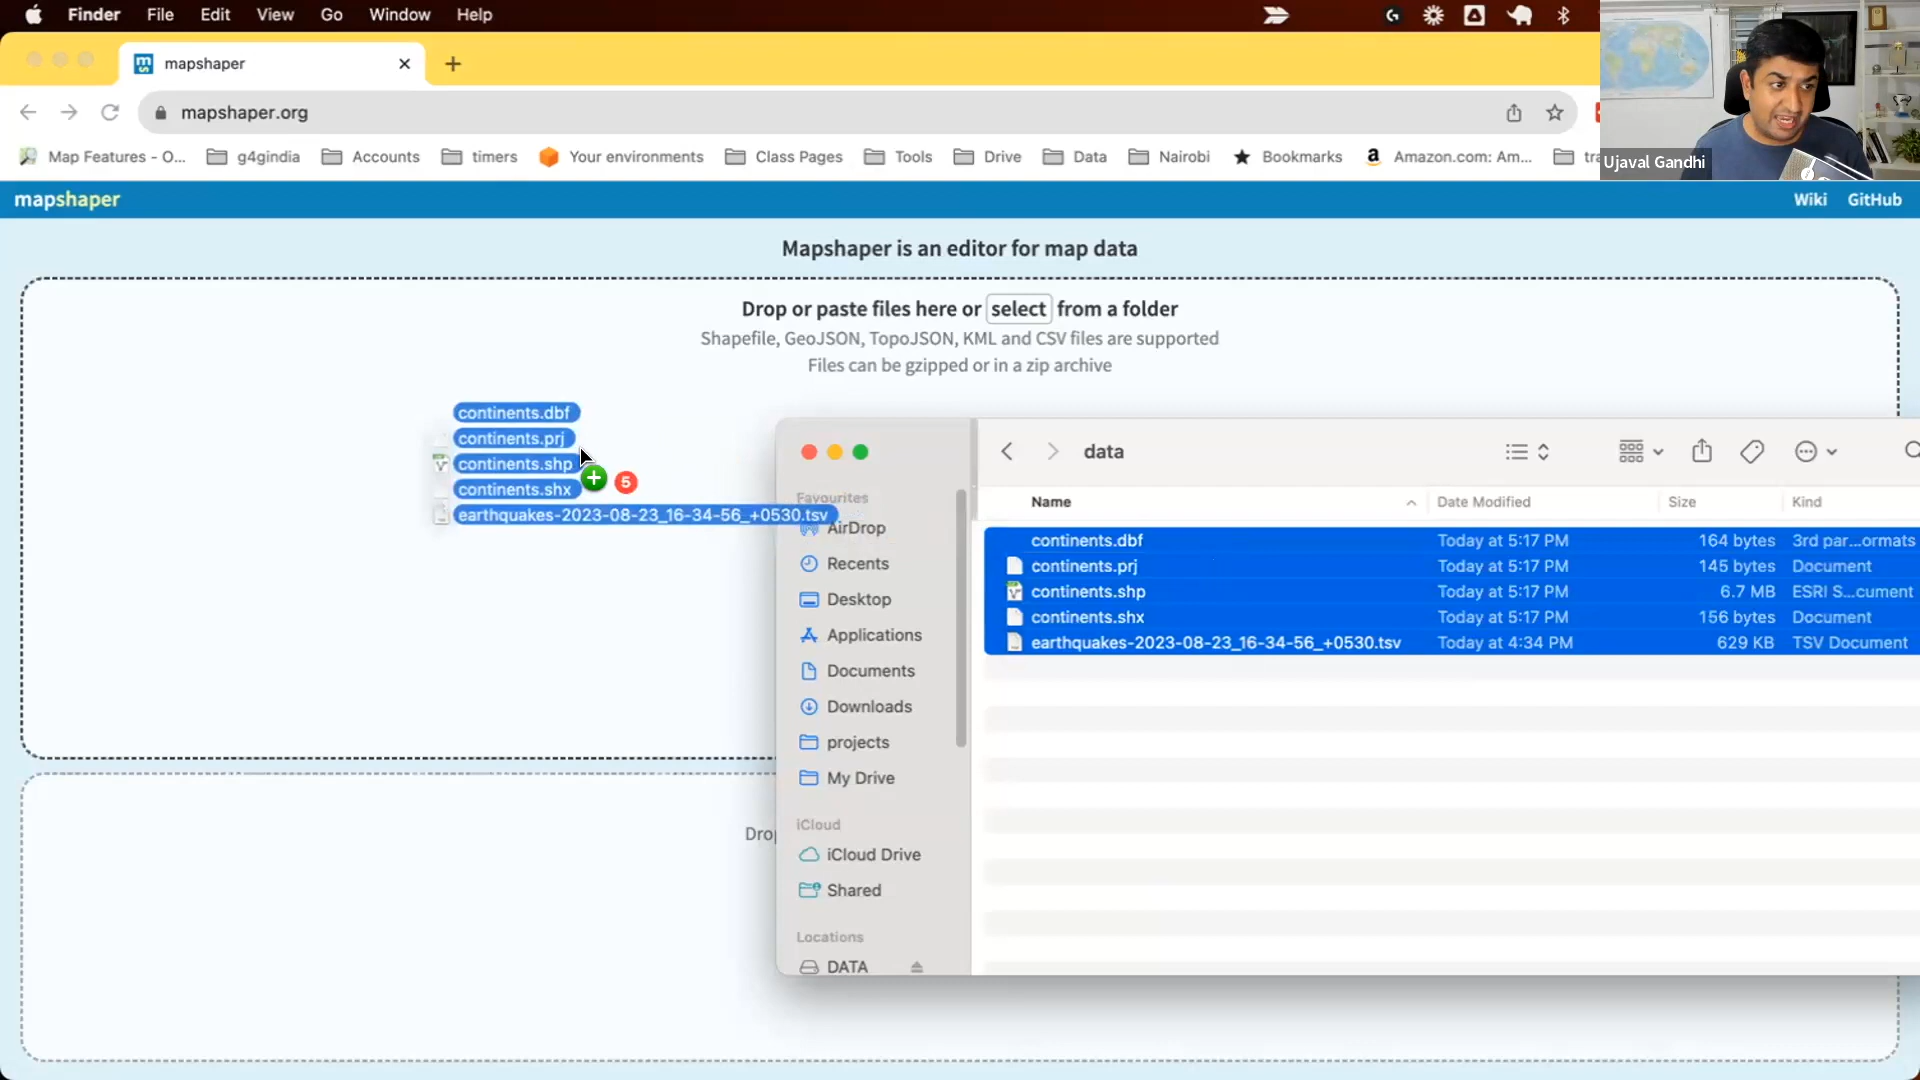 Finder File Edit View Go Window Help
mapshaper
mapshaper.org
Map Features - O... g4gindia Accounts timers Your environments Class Pages Tools Drive Data Nairobi Bookmarks Amazon.com: Am...
Ujaval Gandhi
mapshaper Wiki GitHub
Mapshaper is an editor for map data
Drop or paste files here or select from a folder
Shapefile, GeoJSON, TopoJSON, KML and CSV files are supported
Files can be gzipped or in a zip archive
continents.dbf
continents.prj
continents.shp
continents.shx
earthquakes-2023-08-23_16-34-56_+0530.tsv
5
data
Name Date Modified Size Kind
continents.dbf Today at 5:17 PM 164 bytes 3rd par...ormats
continents.prj Today at 5:17 PM 145 bytes Document
continents.shp Today at 5:17 PM 6.7 MB ESRI S...cument
continents.shx Today at 5:17 PM 156 bytes Document
earthquakes-2023-08-23_16-34-56_+0530.tsv Today at 4:34 PM 629 KB TSV Document
Favourites
AirDrop
Recents
Desktop
Applications
Documents
Downloads
projects
My Drive
iCloud
iCloud Drive
Shared
Locations
DATA